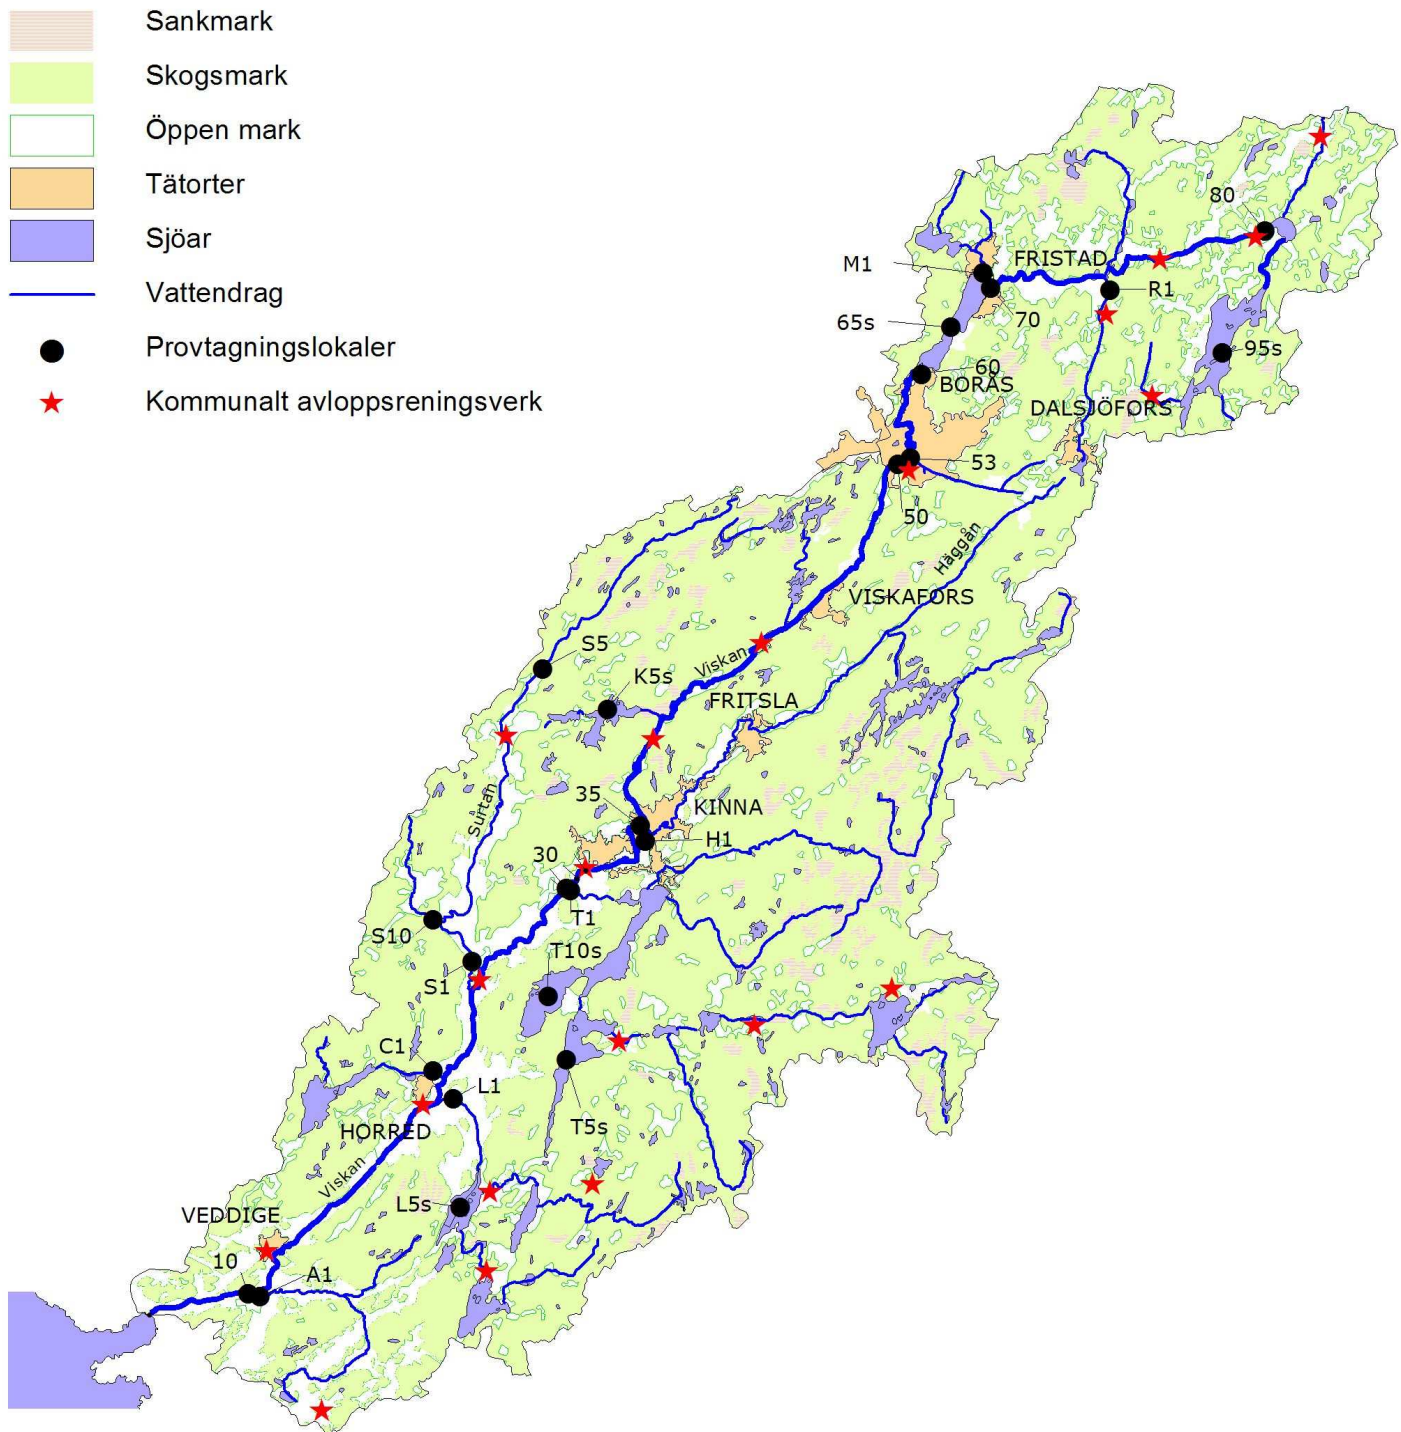 Sankmark
Skogsmark
Öppen mark
Tätorter
Sjöar
Vattendrag
Provtagningslokaler
Kommunalt avloppsreningsverk
80
FRISTAD
M1
R1
70
65s
95s
60
BORÅS
DALSJÖFORS
53
50
Häggån
VISKAFORS
S5
Viskan
K5s
FRITSLA
35
KINNA
Surtan
H1
30
T1
S10
T10s
S1
C1
L1
T5s
HORRED
Viskan
L5s
VEDDIGE
10
A1